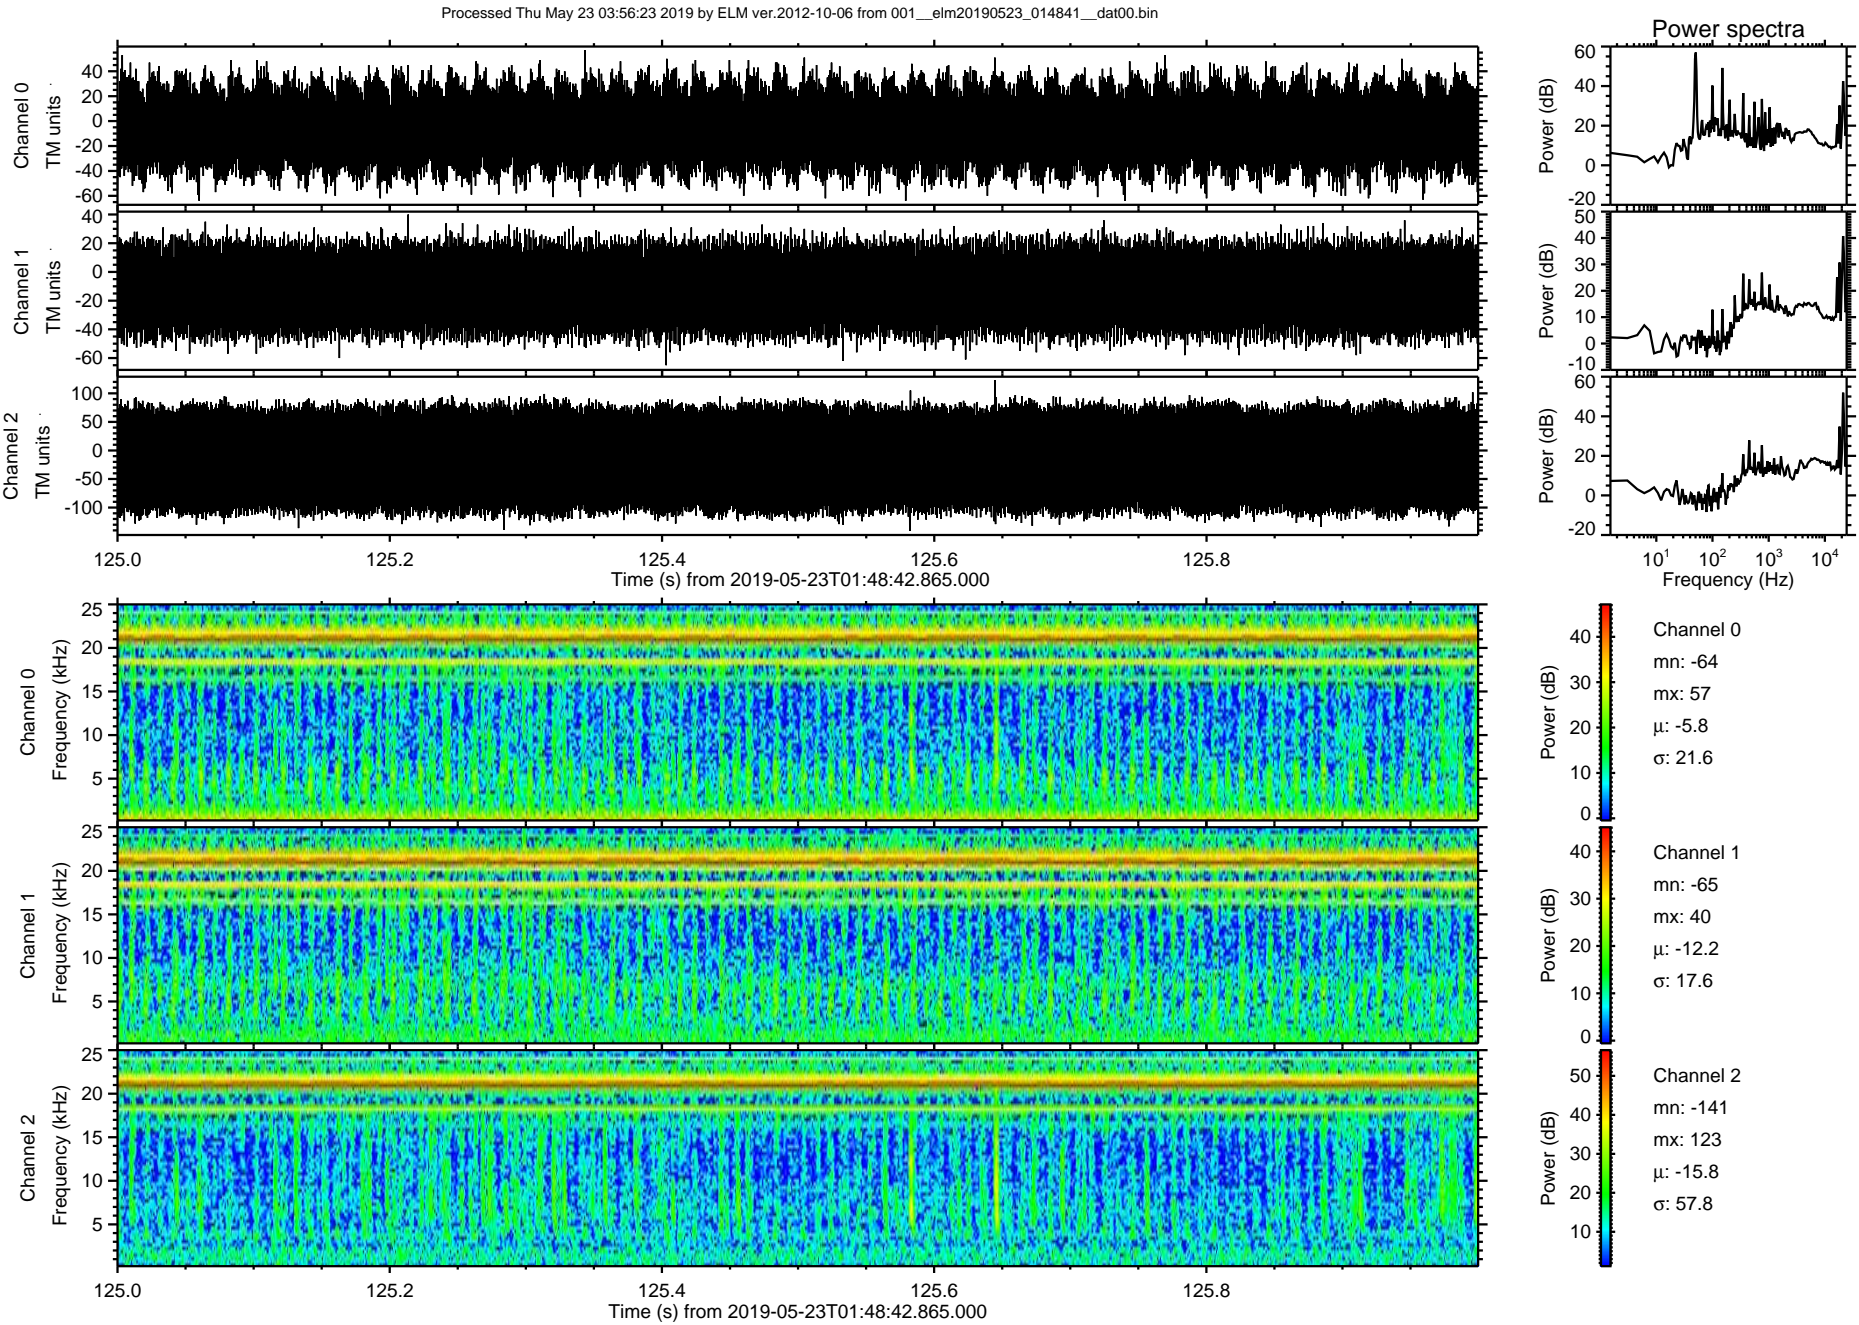 Processed Thu May 23 03:56:23 2019 by ELM ver.2012-10-06 from 001__elm20190523_014841__dat00.bin
Power spectra
Channel 0
TM units
40
20
0
-20
-40
-60
Power (dB)
60
40
20
0
-20
Channel 1
TM units
40
20
0
-20
-40
-60
Power (dB)
50
40
30
20
10
0
-10
Channel 2
TM units
100
50
0
-50
-100
Power (dB)
60
40
20
0
-20
125.0 125.2 125.4 125.6 125.8
Time (s) from 2019-05-23T01:48:42.865.000
10^1 10^2 10^3 10^4
Frequency (Hz)
Channel 0
Frequency (kHz)
25
20
15
10
5
Power (dB)
40
30
20
10
0
Channel 0
mn: -64
mx: 57
μ: -5.8
σ: 21.6
Channel 1
Frequency (kHz)
25
20
15
10
5
Power (dB)
40
30
20
10
0
Channel 1
mn: -65
mx: 40
μ: -12.2
σ: 17.6
Channel 2
Frequency (kHz)
25
20
15
10
5
Power (dB)
50
40
30
20
10
Channel 2
mn: -141
mx: 123
μ: -15.8
σ: 57.8
125.0 125.2 125.4 125.6 125.8
Time (s) from 2019-05-23T01:48:42.865.000